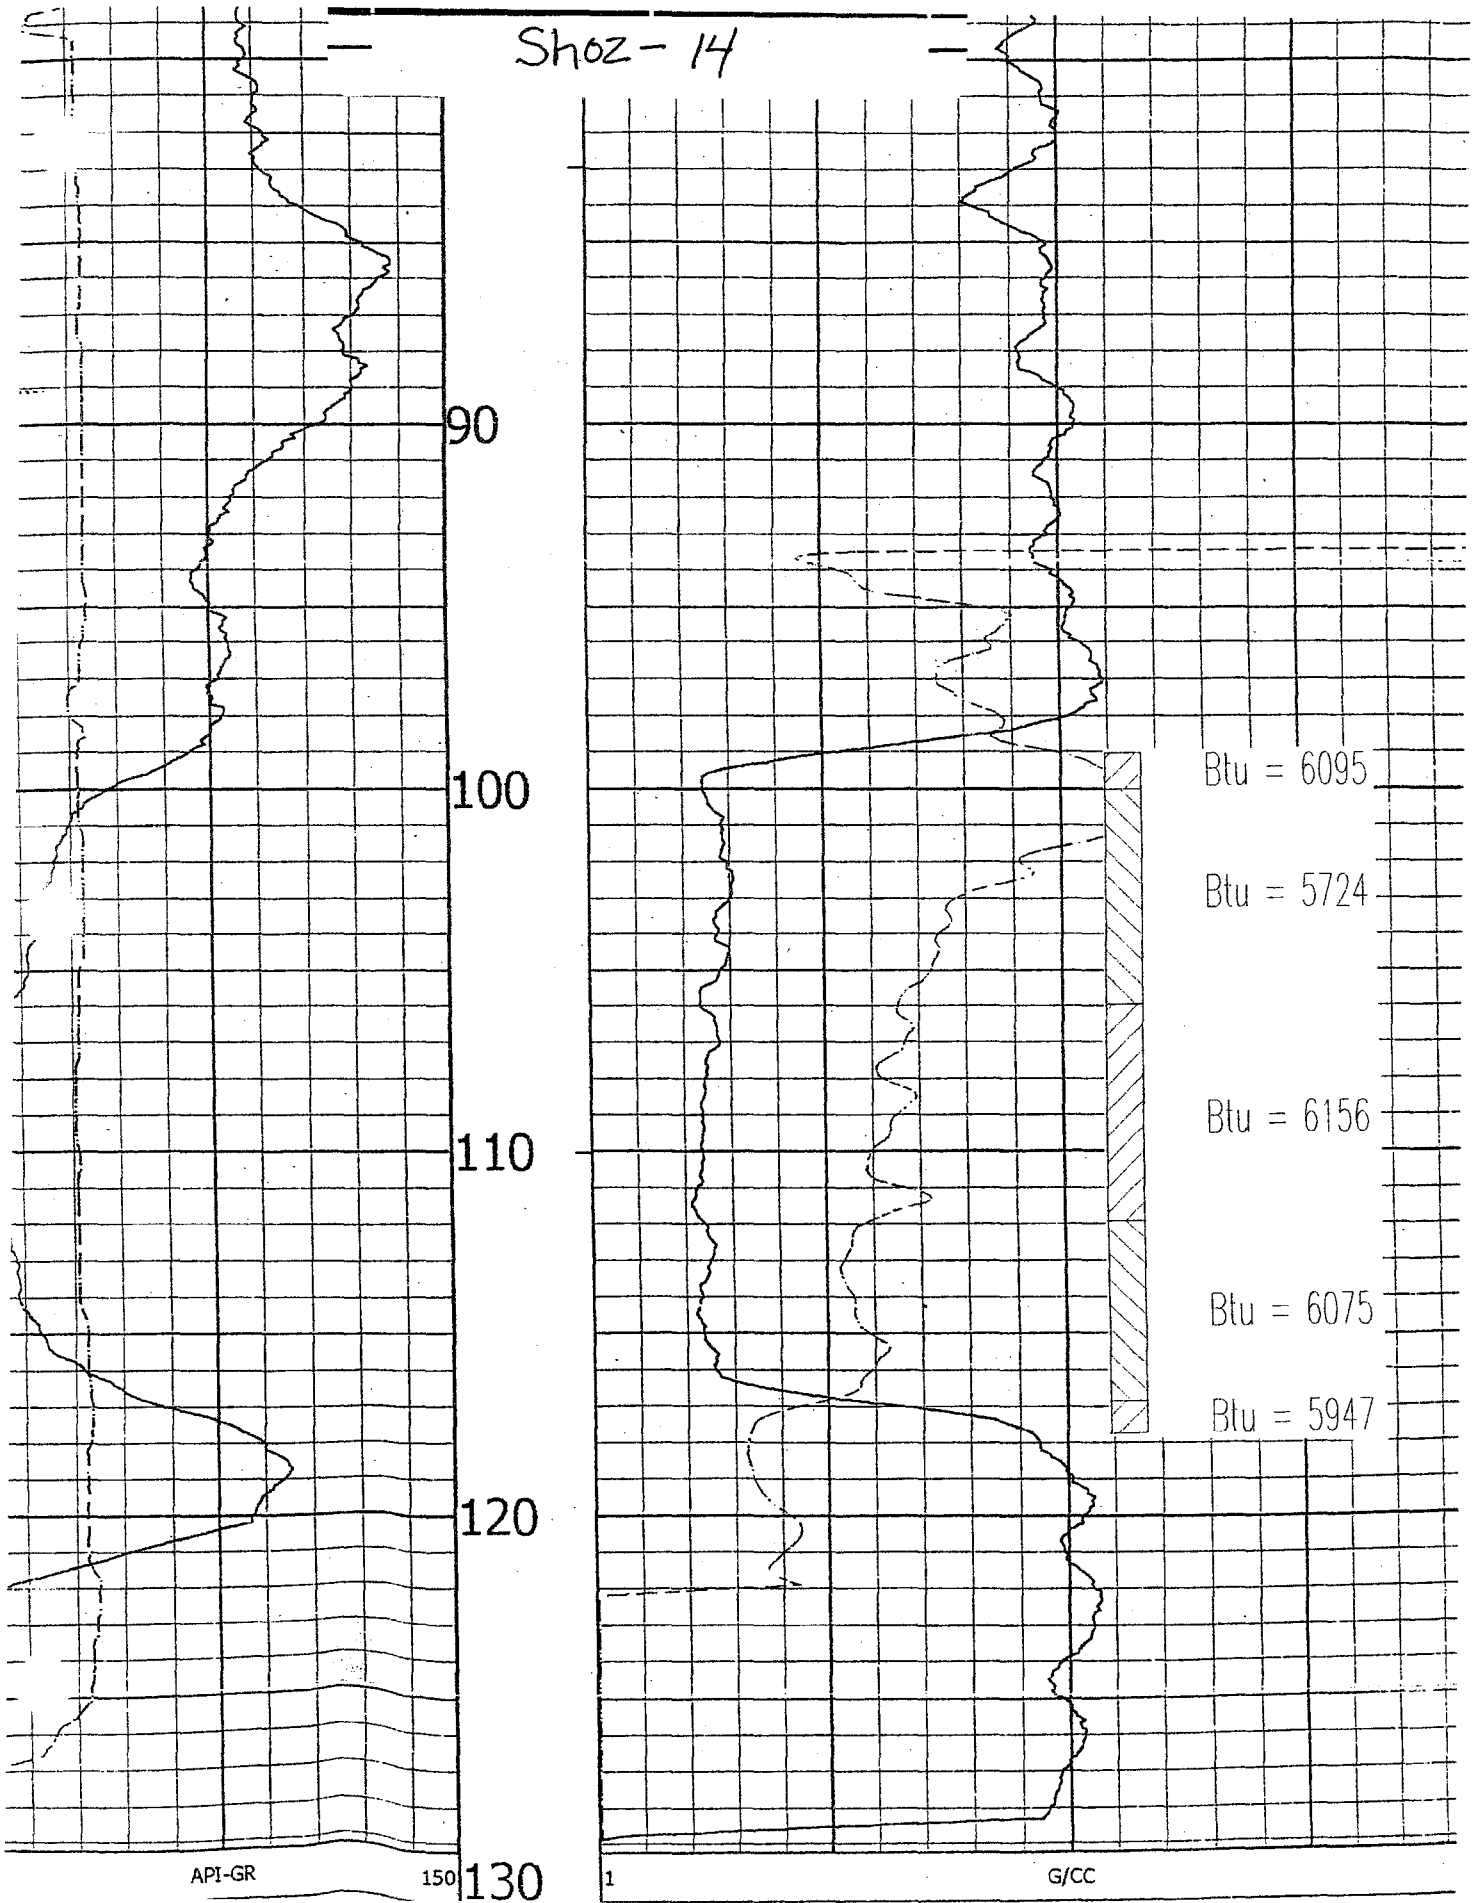 Shoz - 14
90
100
Btu = 6095
Btu = 5724
110
Btu = 6156
Btu = 6075
Btu = 5947
120
API-GR
150
130
1
G/CC